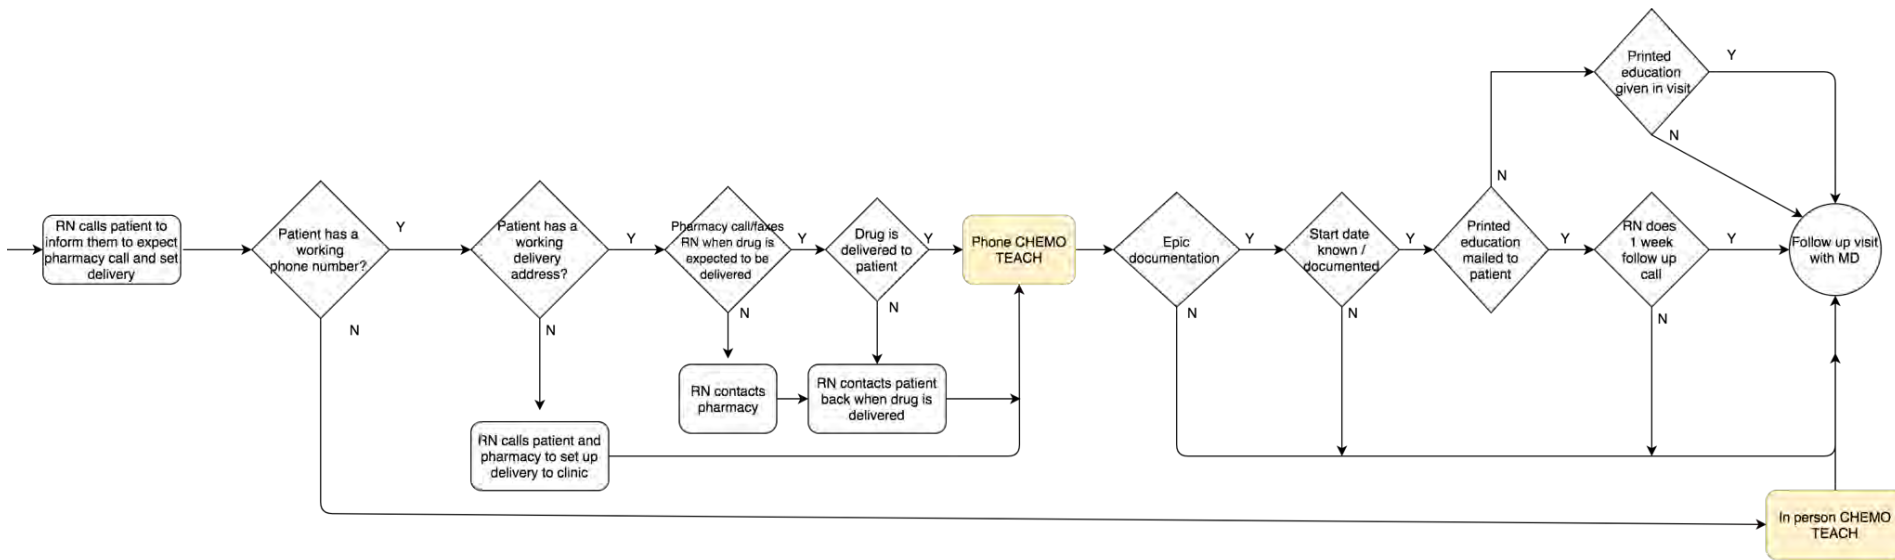 RN calls patient to
inform them to expect
pharmacy call and set
delivery
Patient has a
working
phone number?
Y
N
Patient has a
working
delivery
address?
Y
N
RN calls patient and
pharmacy to set up
delivery to clinic
Pharmacy call/faxes
RN when drug is
expected to be
delivered
Y
N
RN contacts
pharmacy
Drug is
delivered to
patient
Y
N
RN contacts patient
back when drug is
delivered
Phone CHEMO
TEACH
Epic
documentation
Y
N
Start date
known /
documented
Y
N
Printed
education
mailed to
patient
Y
N
Printed
education
given in visit
Y
N
RN does
1 week
follow up
call
Y
N
Follow up visit
with MD
In person CHEMO
TEACH